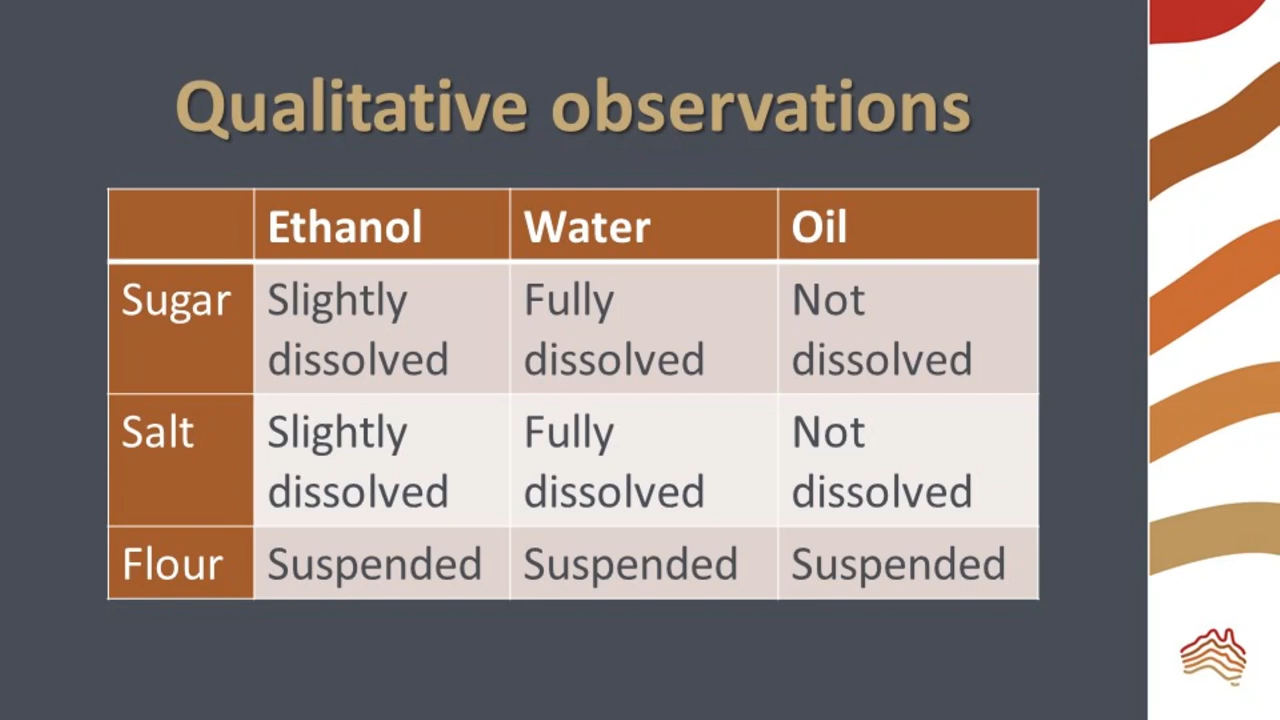 Qualitative observations
Ethanol Water Oil
Sugar Slightly dissolved Fully dissolved Not dissolved
Salt Slightly dissolved Fully dissolved Not dissolved
Flour Suspended Suspended Suspended